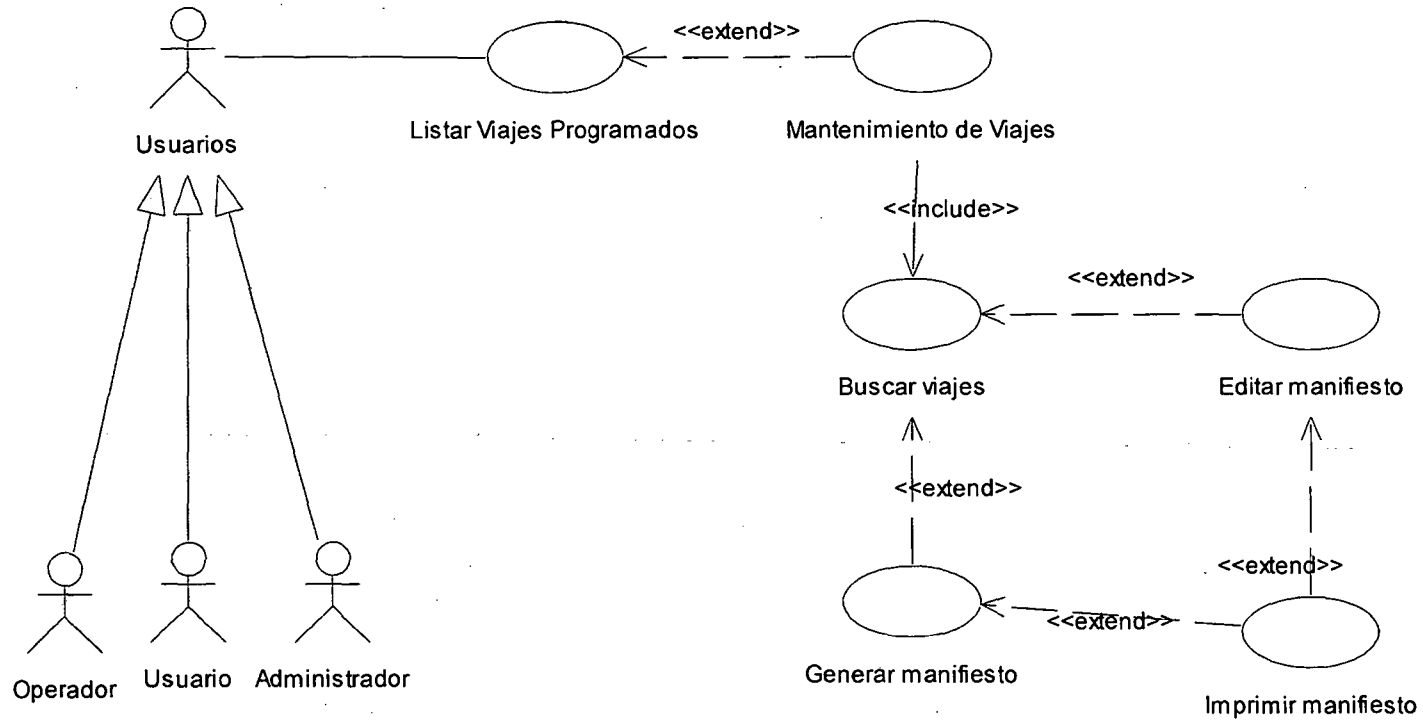 <<extend>>
Usuarios
Listar Viajes Programados
Mantenimiento de Viajes
<<include>>
<<extend>>
Buscar viajes
Editar manifiesto
<<extend>>
<<extend>>
<<extend>>
Operador
Usuario
Administrador
Generar manifiesto
Imprimir manifiesto